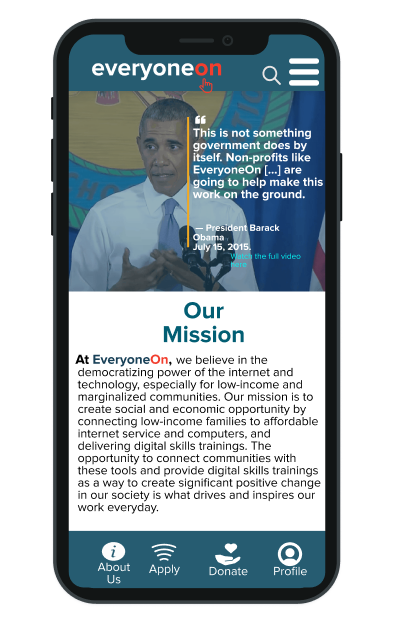 everyoneon
“
This is not something
government does by
itself. Non-profits like
EveryoneOn [...] are
going to help make this
work on the ground.
— President Barack
Obama
July 15, 2015.
Watch the full video
here
Our
Mission
At EveryoneOn, we believe in the
democratizing power of the internet and
technology, especially for low-income and
marginalized communities. Our mission is to
create social and economic opportunity by
connecting low-income families to affordable
internet service and computers, and
delivering digital skills trainings. The
opportunity to connect communities with
these tools and provide digital skills trainings
as a way to create significant positive change
in our society is what drives and inspires our
work everyday.
About
Us
Apply
Donate
Profile